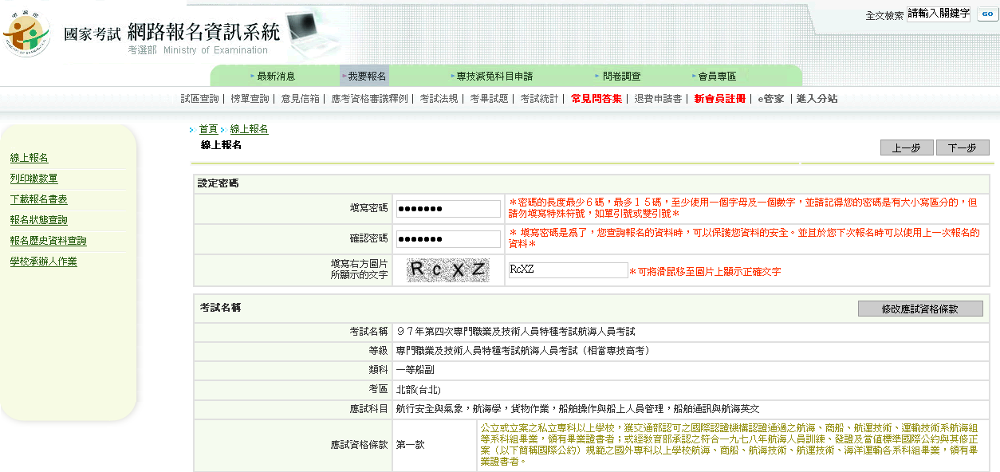 全文檢索 請輸入關鍵字 GO
國家考試 網路報名資訊系統
考選部 Ministry of Examination
最新消息 我要報名 專技減免科目申請 問卷調查 會員專區
試區查詢| 榜單查詢| 意見信箱| 應考資格審議釋例| 考試法規| 考畢試題| 考試統計| 常見問答集| 退費申請書| 新會員註冊| e管家 |進入分站
首頁 線上報名
線上報名
上一步 下一步
線上報名
列印繳款單
下載報名書表
報名狀態查詢
報名歷史資料查詢
學校承辦人作業
設定密碼
填寫密碼 ●●●●●●● ＊密碼的長度最少６碼，最多１５碼，至少使用一個字母及一個數字，並請記得您的密碼是有大小寫區分的，但
請勿填寫特殊符號，如單引號或雙引號＊
確認密碼 ●●●●●●● ＊ 填寫密碼是爲了，您查詢報名的資料時，可以保護您資料的安全。並且於您下次報名時可以使用上一次報名的
資料＊
填寫右方圖片
所顯示的文字 RcXZ RcXZ ＊可將滑鼠移至圖片上顯示正確文字
考試名稱 修改應試資格條款
考試名稱 ９７年第四次專門職業及技術人員特種考試航海人員考試
等級 專門職業及技術人員特種考試航海人員考試（相當專技高考）
類科 一等船副
考區 北部(台北)
應試科目 航行安全與氣象，航海學，貨物作業，船舶操作與船上人員管理，船舶通訊與航海英文
應試資格條款 第一款 公立或立案之私立專科以上學校，獲交通部認可之國際認證機構認證通過之航海、商船、航運技術、運輸技術系航海組
等系科組畢業，領有畢業證書者；或經教育部承認之符合一九七八年航海人員訓練、發證及當值標準國際公約與其修正
案（以下簡稱國際公約）規範之國外專科以上學校航海、商船、航海技術、航運技術、海洋運輸各系科組畢業，領有畢
業證書者。